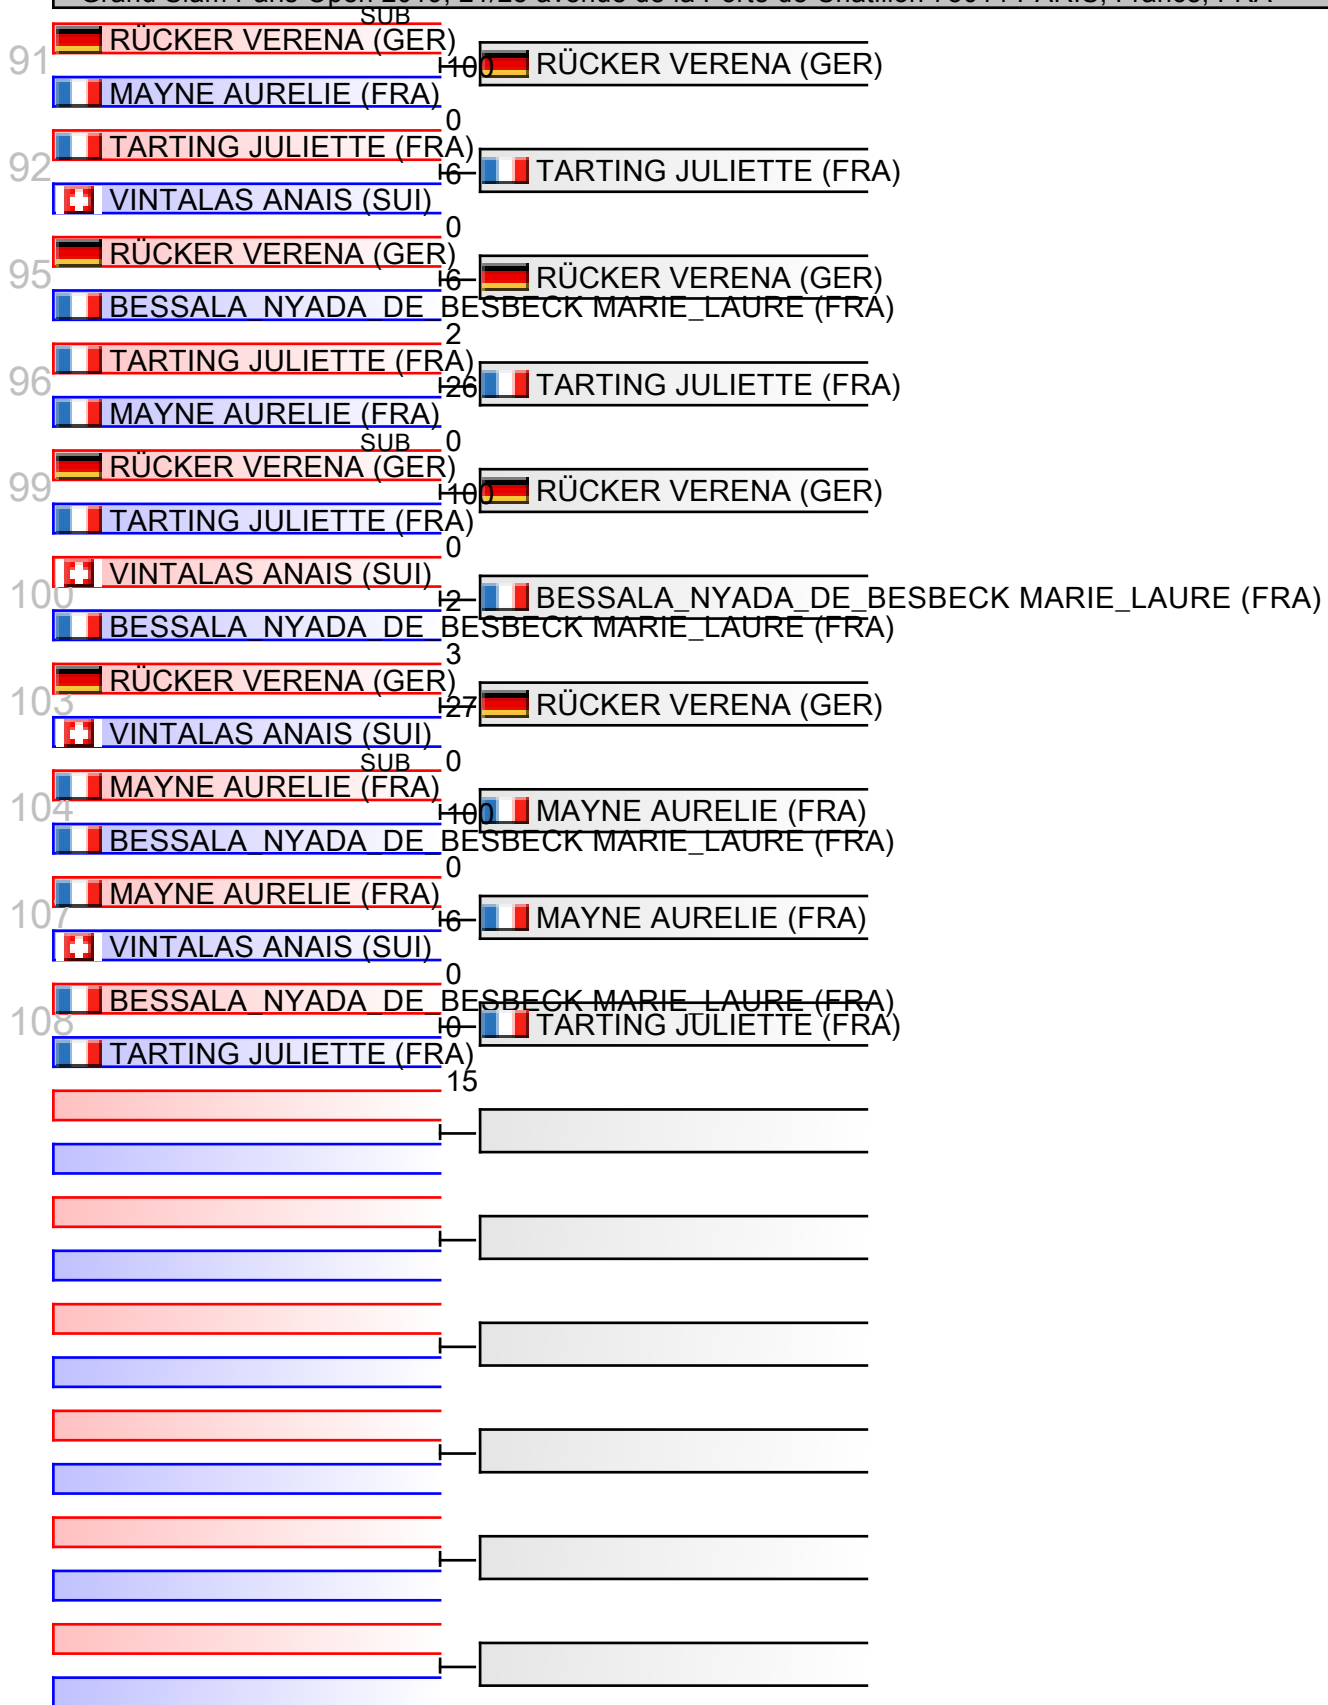 SUB
91
RÜCKER VERENA (GER)
100
RÜCKER VERENA (GER)
MAYNE AURELIE (FRA)
0
92
TARTING JULIETTE (FRA)
6
TARTING JULIETTE (FRA)
VINTALAS ANAIS (SUI)
0
95
RÜCKER VERENA (GER)
6
RÜCKER VERENA (GER)
BESSALA_NYADA_DE_BESBECK MARIE_LAURE (FRA)
2
96
TARTING JULIETTE (FRA)
26
TARTING JULIETTE (FRA)
MAYNE AURELIE (FRA)
0
SUB
99
RÜCKER VERENA (GER)
100
RÜCKER VERENA (GER)
TARTING JULIETTE (FRA)
0
100
VINTALAS ANAIS (SUI)
2
BESSALA_NYADA_DE_BESBECK MARIE_LAURE (FRA)
BESSALA_NYADA_DE_BESBECK MARIE_LAURE (FRA)
3
103
RÜCKER VERENA (GER)
27
RÜCKER VERENA (GER)
VINTALAS ANAIS (SUI)
0
SUB
104
MAYNE AURELIE (FRA)
100
MAYNE AURELIE (FRA)
BESSALA_NYADA_DE_BESBECK MARIE_LAURE (FRA)
0
107
MAYNE AURELIE (FRA)
6
MAYNE AURELIE (FRA)
VINTALAS ANAIS (SUI)
0
108
BESSALA_NYADA_DE_BESBECK MARIE_LAURE (FRA)
0
TARTING JULIETTE (FRA)
TARTING JULIETTE (FRA)
15